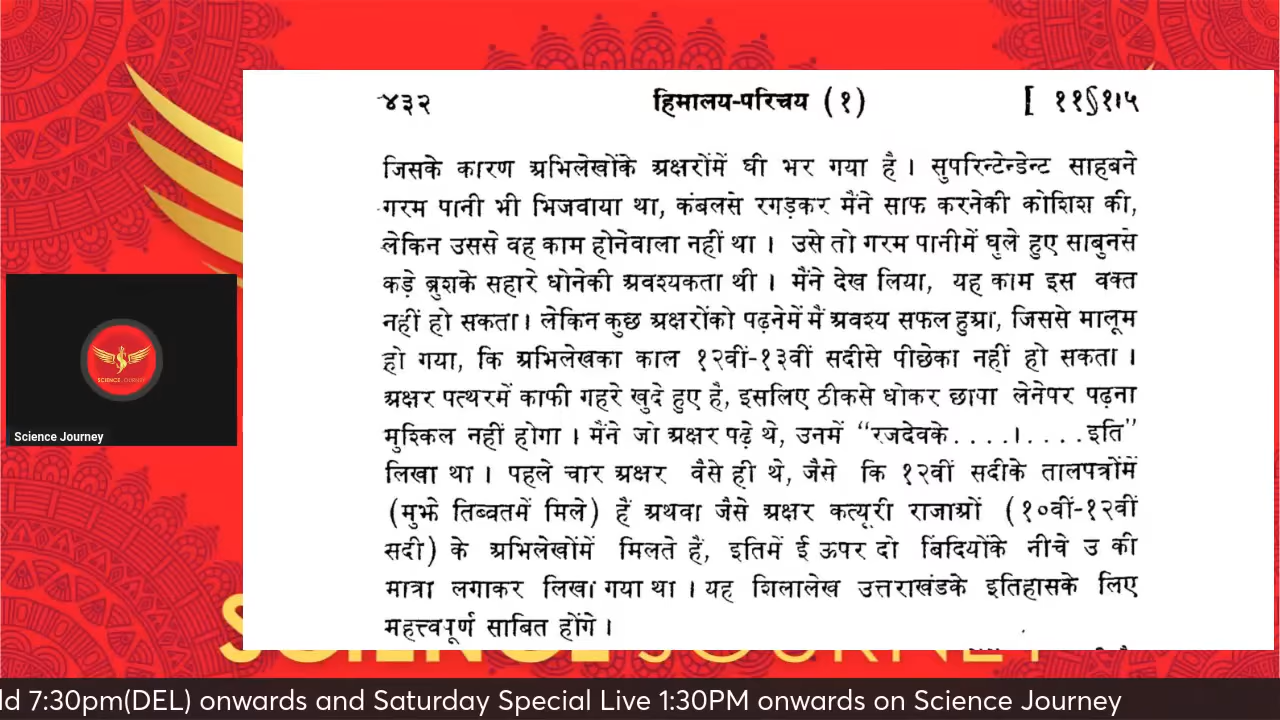 ४३२ हिमालय-परिचय (१) [ ११§१।५
जिसके कारण अभिलेखोंके अक्षरोंमें घी भर गया है । सुपरिन्टेन्डेन्ट साहबने
गरम पानी भी भिजवाया था, कंबलसे रगड़कर मैंने साफ करनेकी कोशिश की,
लेकिन उससे वह काम होनेवाला नहीं था । उसे तो गरम पानीमें घुले हुए साबुनसे
कड़े ब्रुशके सहारे धोनेकी अवश्यकता थी । मैंने देख लिया, यह काम इस वक्त
नहीं हो सकता। लेकिन कुछ अक्षरोंको पढ़नेमें मैं अवश्य सफल हुआ, जिससे मालूम
हो गया, कि अभिलेखका काल १२वीं-१३वीं सदीसे पीछेका नहीं हो सकता ।
अक्षर पत्थरमें काफी गहरे खुदे हुए है, इसलिए ठीकसे धोकर छापा लेनेपर पढ़ना
मुश्किल नहीं होगा । मैंने जो अक्षर पढ़े थे, उनमें “रजदेवके . . . . । . . . . इति”
लिखा था । पहले चार अक्षर वैसे ही थे, जैसे कि १२वीं सदीके तालपत्रोंमें
(मुझे तिब्बतमें मिले) हैं अथवा जैसे अक्षर कत्यूरी राजाओं (१०वीं-१२वीं
सदी) के अभिलेखोंमें मिलते हैं, इतिमें ई ऊपर दो बिंदियोंके नीचे उ की
मात्रा लगाकर लिखा गया था । यह शिलालेख उत्तराखंडके इतिहासके लिए
महत्त्वपूर्ण साबित होंगे ।
Science Journey
SCIENCE JOURNEY
ld 7:30pm(DEL) onwards and Saturday Special Live 1:30PM onwards on Science Journey